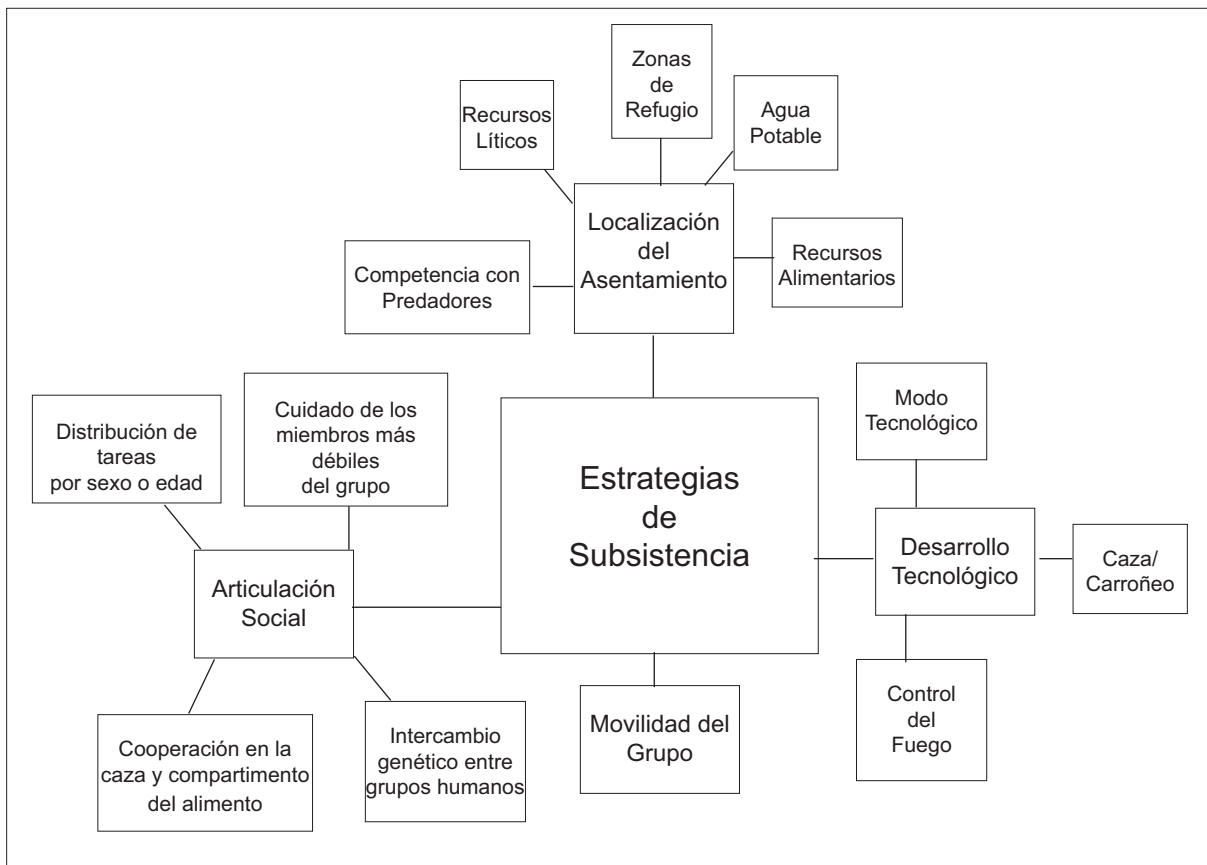 Zonas
de
Refugio
Recursos
Líticos
Agua
Potable
Localización
del
Asentamiento
Recursos
Alimentarios
Competencia con
Predadores
Modo
Tecnológico
Cuidado de los
miembros más
débiles
del grupo
Distribución de
tareas
por sexo o edad
Estrategias
de
Subsistencia
Desarrollo
Tecnológico
Caza/
Carroñeo
Articulación
Social
Control
del
Fuego
Movilidad del
Grupo
Intercambio
genético entre
grupos humanos
Cooperación en la
caza y compartimento
del alimento